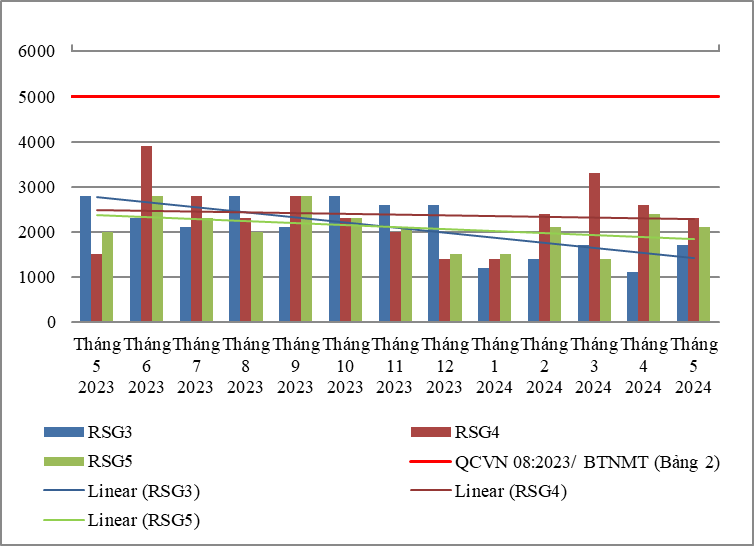 6000
5000
4000
3000
2000
1000
0
Tháng Tháng Tháng Tháng Tháng Tháng Tháng Tháng Tháng Tháng Tháng Tháng Tháng
5 6 7 8 9 10 11 12 1 2 3 4 5
2023 2023 2023 2023 2023 2023 2023 2023 2024 2024 2024 2024 2024
RSG3 RSG4
RSG5 QCVN 08:2023/ BTNMT (Bảng 2)
Linear (RSG3) Linear (RSG4)
Linear (RSG5)